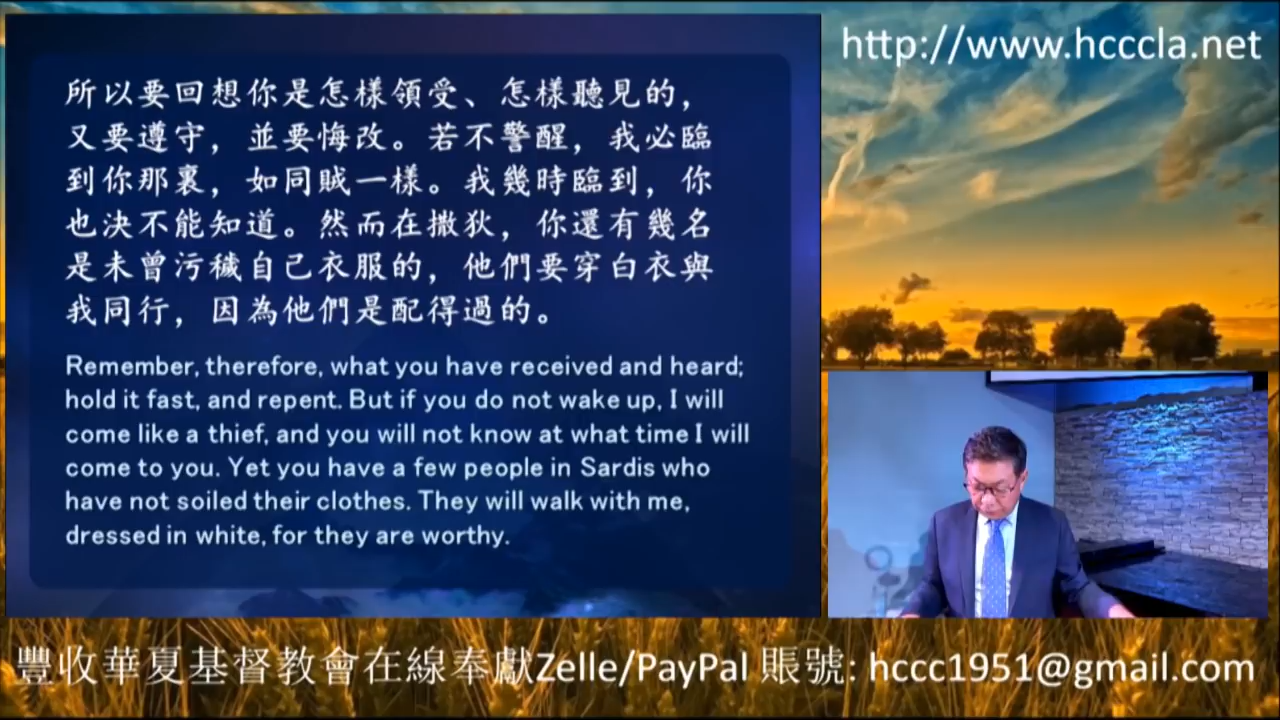 http://www.hcccla.net
所以要回想你是怎樣領受、怎樣聽見的，
又要遵守，並要悔改。若不警醒，我必臨
到你那裏，如同賊一樣。我幾時臨到，你
也決不能知道。然而在撒狄，你還有幾名
是未曾污穢自己衣服的，他們要穿白衣與
我同行，因為他們是配得過的。
Remember, therefore, what you have received and heard;
hold it fast, and repent. But if you do not wake up, I will
come like a thief, and you will not know at what time I will
come to you. Yet you have a few people in Sardis who
have not soiled their clothes. They will walk with me,
dressed in white, for they are worthy.
豐收華夏基督教會在線奉獻Zelle/PayPal 賬號: hccc1951@gmail.com